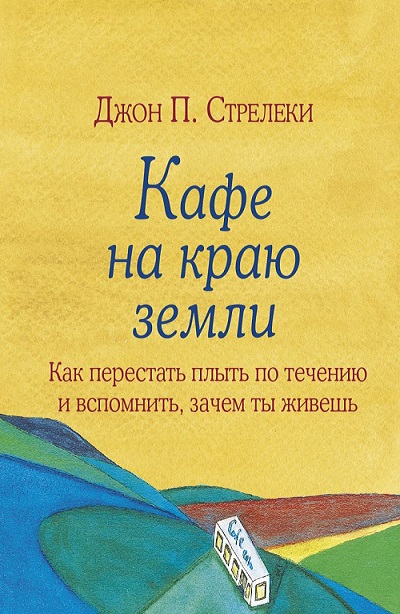 Джон П. Стрелеки
Кафе
на краю
земли
Как перестать плыть по течению
и вспомнить, зачем ты живешь